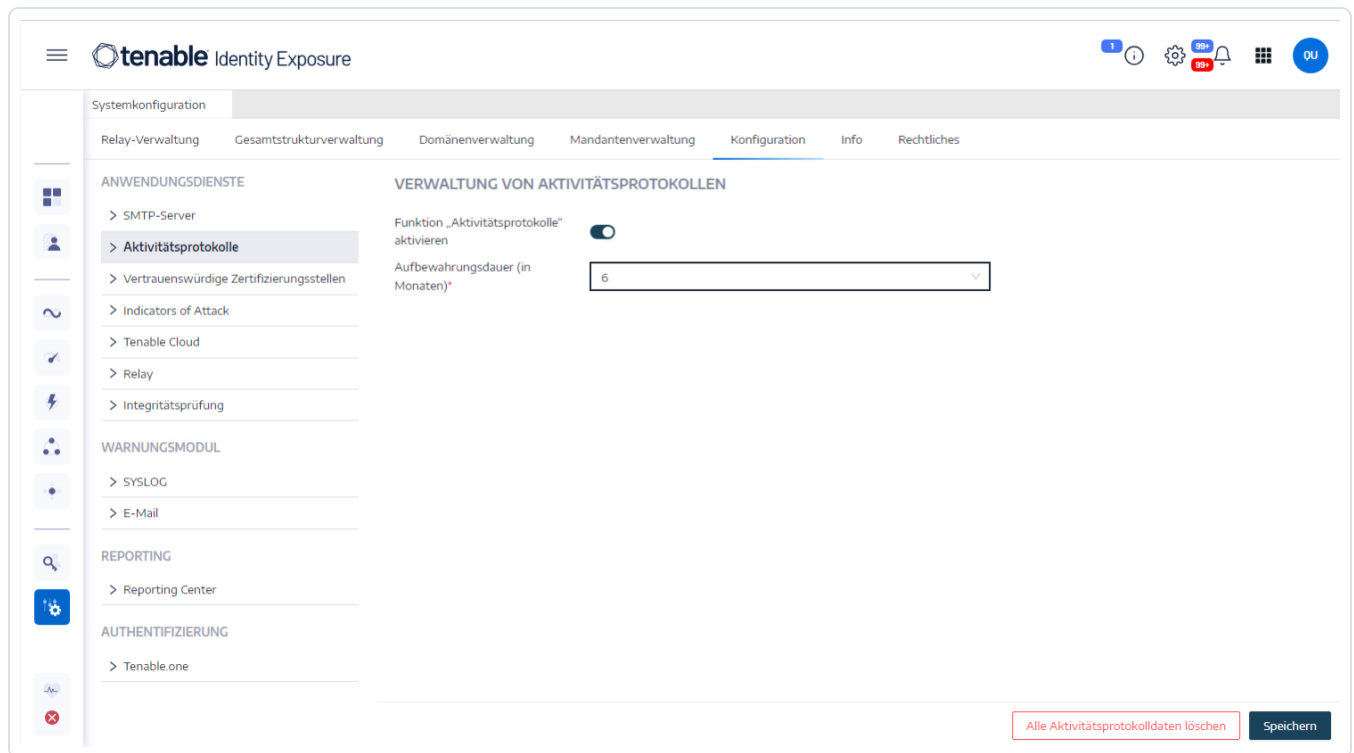 tenable Identity Exposure
1
99+
99+
QU
Systemkonfiguration
Relay-Verwaltung Gesamtstrukturverwaltung Domänenverwaltung Mandantenverwaltung Konfiguration Info Rechtliches
ANWENDUNGSDIENSTE
SMTP-Server
Aktivitätsprotokolle
Vertrauenswürdige Zertifizierungsstellen
Indicators of Attack
Tenable Cloud
Relay
Integritätsprüfung
WARNUNGSMODUL
SYSLOG
E-Mail
REPORTING
Reporting Center
AUTHENTIFIZIERUNG
Tenable.one
VERWALTUNG VON AKTIVITÄTSPROTOKOLLEN
Funktion „Aktivitätsprotokolle“
aktivieren
Aufbewahrungsdauer (in
Monaten)*
6
Alle Aktivitätsprotokolldaten löschen
Speichern